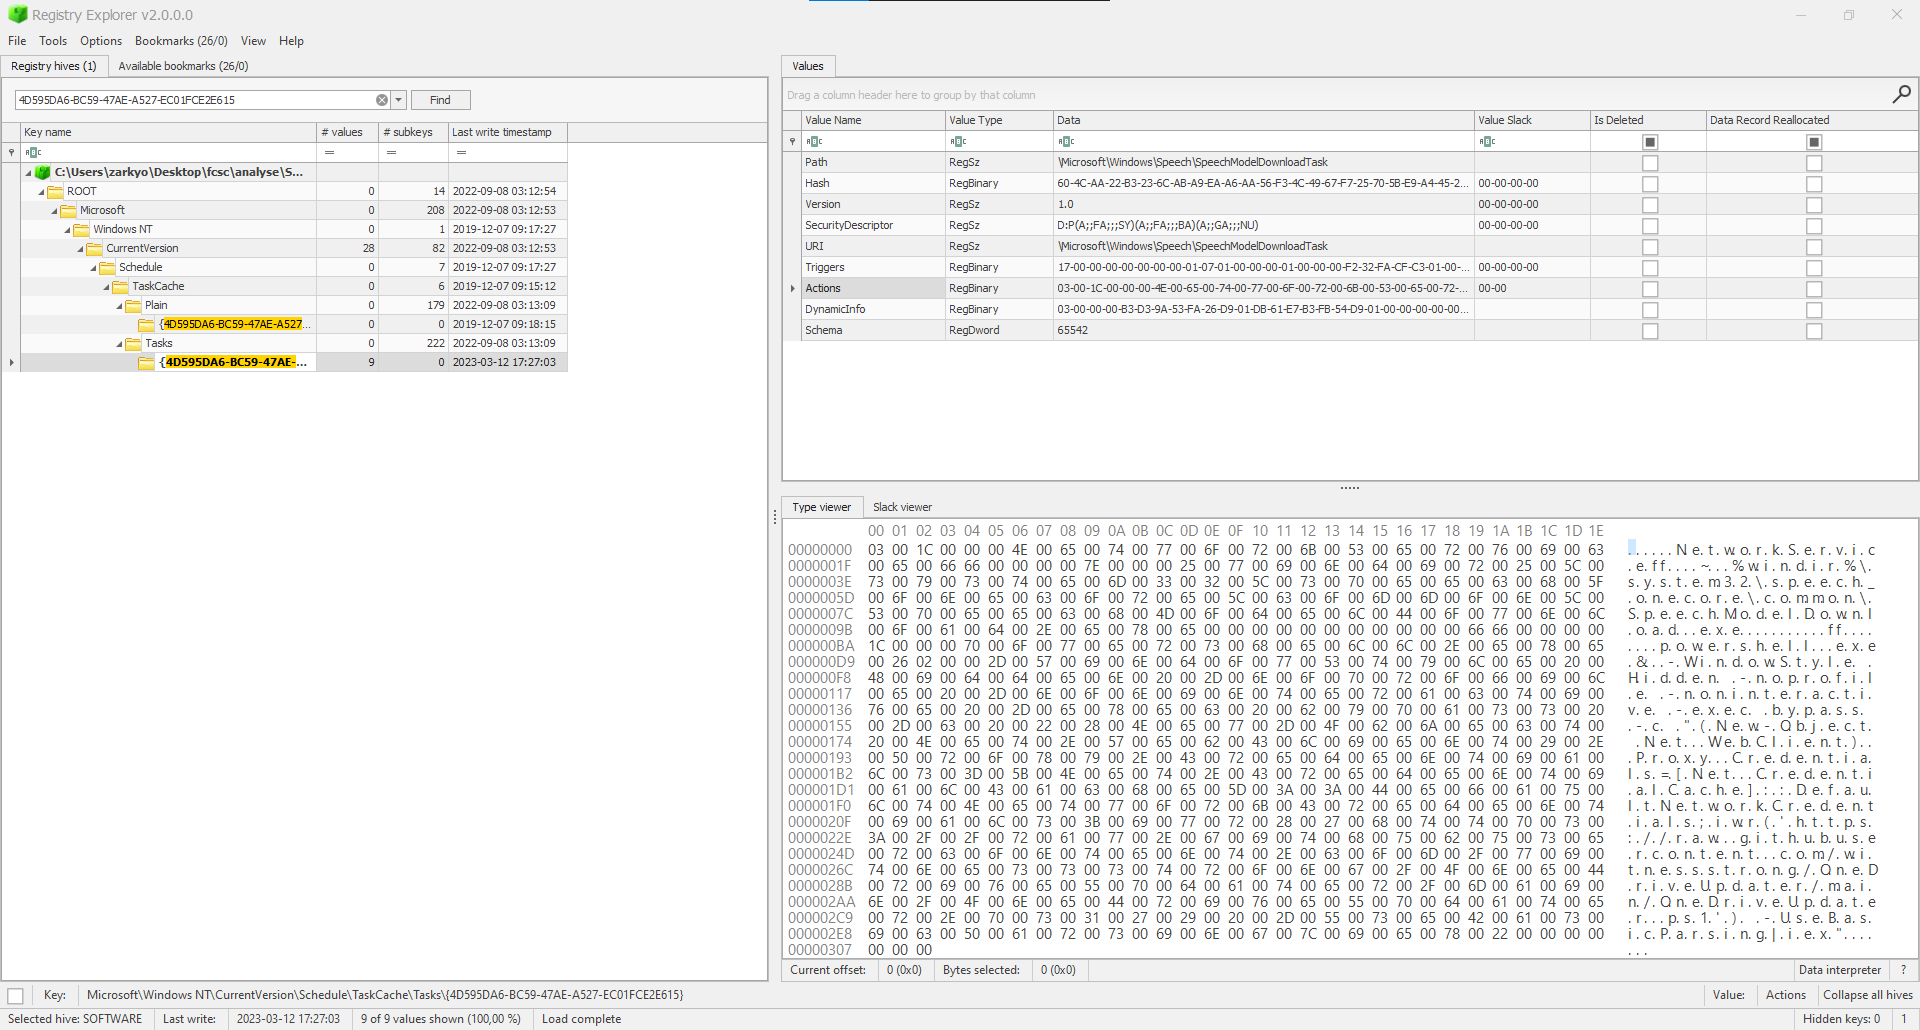 Registry Explorer v2.0.0.0
File Tools Options Bookmarks (26/0) View Help
Registry hives (1) Available bookmarks (26/0)
4D595DA6-BC59-47AE-A527-EC01FCE2E615 Find
Key name # values # subkeys Last write timestamp
C:\Users\zarkyo\Desktop\fcsc\analyse\S...
ROOT 0 14 2022-09-08 03:12:54
Microsoft 0 208 2022-09-08 03:12:53
Windows NT 0 1 2019-12-07 09:17:27
CurrentVersion 28 82 2022-09-08 03:12:53
Schedule 0 7 2019-12-07 09:17:27
TaskCache 0 6 2019-12-07 09:15:12
Plain 0 179 2022-09-08 03:13:09
{4D595DA6-BC59-47AE-A527... 0 0 2019-12-07 09:18:15
Tasks 0 222 2022-09-08 03:13:09
{4D595DA6-BC59-47AE-... 9 0 2023-03-12 17:27:03
Values
Drag a column header here to group by that column
Value Name Value Type Data Value Slack Is Deleted Data Record Reallocated
Path RegSz \Microsoft\Windows\Speech\SpeechModelDownloadTask
Hash RegBinary 60-4C-AA-22-B3-23-6C-AB-A9-EA-A6-AA-56-F3-4C-49-67-F7-25-70-5B-E9-A4-45-2... 00-00-00-00
Version RegSz 1.0 00-00-00-00
SecurityDescriptor RegSz D:P(A;;FA;;;SY)(A;;FA;;;BA)(A;;GA;;;NU) 00-00-00-00
URI RegSz \Microsoft\Windows\Speech\SpeechModelDownloadTask
Triggers RegBinary 17-00-00-00-00-00-00-00-01-07-01-00-00-00-01-00-00-00-F2-32-FA-CF-C3-01-00-... 00-00-00-00
Actions RegBinary 03-00-1C-00-00-00-4E-00-65-00-74-00-77-00-6F-00-72-00-6B-00-53-00-65-00-72-... 00-00
DynamicInfo RegBinary 03-00-00-00-B3-D3-9A-53-FA-26-D9-01-DB-61-E7-B3-FB-54-D9-01-00-00-00-00-00...
Schema RegDword 65542
Type viewer Slack viewer
00 01 02 03 04 05 06 07 08 09 0A 0B 0C 0D 0E 0F 10 11 12 13 14 15 16 17 18 19 1A 1B 1C 1D 1E
00000000 03 00 1C 00 00 00 4E 00 65 00 74 00 77 00 6F 00 72 00 6B 00 53 00 65 00 72 00 76 00 69 00 63 ......N.e.t.w.o.r.k.S.e.r.v.i.c
0000001F 00 65 00 66 66 00 00 00 00 7E 00 00 00 25 00 77 00 69 00 6E 00 64 00 69 00 72 00 25 00 5C 00 .e.ff....~...%.w.i.n.d.i.r.%.\.
0000003E 73 00 79 00 73 00 74 00 65 00 6D 00 33 00 32 00 5C 00 73 00 70 00 65 00 65 00 63 00 68 00 5F s.y.s.t.e.m.3.2.\.s.p.e.e.c.h._
0000005D 00 6F 00 6E 00 65 00 63 00 6F 00 72 00 65 00 5C 00 63 00 6F 00 6D 00 6D 00 6F 00 6E 00 5C 00 .o.n.e.c.o.r.e.\.c.o.m.m.o.n.\.
0000007C 53 00 70 00 65 00 65 00 63 00 68 00 4D 00 6F 00 64 00 65 00 6C 00 44 00 6F 00 77 00 6E 00 6C S.p.e.e.c.h.M.o.d.e.l.D.o.w.n.l
0000009B 00 6F 00 61 00 64 00 2E 00 65 00 78 00 65 00 00 00 00 00 00 00 00 00 00 00 66 66 00 00 00 00 .o.a.d...e.x.e...........ff....
000000BA 1C 00 00 00 70 00 6F 00 77 00 65 00 72 00 73 00 68 00 65 00 6C 00 6C 00 2E 00 65 00 78 00 65 ....p.o.w.e.r.s.h.e.l.l...e.x.e
000000D9 00 26 02 00 00 2D 00 57 00 69 00 6E 00 64 00 6F 00 77 00 53 00 74 00 79 00 6C 00 65 00 20 00 .&...-.W.i.n.d.o.w.S.t.y.l.e. .
000000F8 48 00 69 00 64 00 64 00 65 00 6E 00 20 00 2D 00 6E 00 6F 00 70 00 72 00 6F 00 66 00 69 00 6C H.i.d.d.e.n. .-.n.o.p.r.o.f.i.l
00000117 00 65 00 20 00 2D 00 6E 00 6F 00 6E 00 69 00 6E 00 74 00 65 00 72 00 61 00 63 00 74 00 69 00 .e. .-.n.o.n.i.n.t.e.r.a.c.t.i.
00000136 76 00 65 00 20 00 2D 00 65 00 78 00 65 00 63 00 20 00 62 00 79 00 70 00 61 00 73 00 73 00 20 v.e. .-.e.x.e.c. .b.y.p.a.s.s. 
00000155 00 2D 00 63 00 20 00 22 00 28 00 4E 00 65 00 77 00 2D 00 4F 00 62 00 6A 00 65 00 63 00 74 00 .-.c. .".(.N.e.w.-.O.b.j.e.c.t.
00000174 20 00 4E 00 65 00 74 00 2E 00 57 00 65 00 62 00 43 00 6C 00 69 00 65 00 6E 00 74 00 29 00 2E .N.e.t...W.e.b.C.l.i.e.n.t.)..
00000193 00 50 00 72 00 6F 00 78 00 79 00 2E 00 43 00 72 00 65 00 64 00 65 00 6E 00 74 00 69 00 61 00 .P.r.o.x.y...C.r.e.d.e.n.t.i.a.
000001B2 6C 00 73 00 3D 00 5B 00 4E 00 65 00 74 00 2E 00 43 00 72 00 65 00 64 00 65 00 6E 00 74 00 69 l.s.=.[.N.e.t...C.r.e.d.e.n.t.i
000001D1 00 61 00 6C 00 43 00 61 00 63 00 68 00 65 00 5D 00 3A 00 3A 00 44 00 65 00 66 00 61 00 75 00 .a.l.C.a.c.h.e.].:.:.D.e.f.a.u.
000001F0 6C 00 74 00 4E 00 65 00 74 00 77 00 6F 00 72 00 6B 00 43 00 72 00 65 00 64 00 65 00 6E 00 74 l.t.N.e.t.w.o.r.k.C.r.e.d.e.n.t
0000020F 00 69 00 61 00 6C 00 73 00 3B 00 69 00 77 00 72 00 28 00 27 00 68 00 74 00 74 00 70 00 73 00 .i.a.l.s.;.i.w.r.(.'.h.t.t.p.s.
0000022E 3A 00 2F 00 2F 00 72 00 61 00 77 00 2E 00 67 00 69 00 74 00 68 00 75 00 62 00 75 00 73 00 65 :././.r.a.w...g.i.t.h.u.b.u.s.e
0000024D 00 72 00 63 00 6F 00 6E 00 74 00 65 00 6E 00 74 00 2E 00 63 00 6F 00 6D 00 2F 00 77 00 69 00 .r.c.o.n.t.e.n.t...c.o.m./.w.i.
0000026C 74 00 6E 00 65 00 73 00 73 00 73 00 74 00 72 00 6F 00 6E 00 67 00 2F 00 4F 00 6E 00 65 00 44 t.n.e.s.s.s.t.r.o.n.g./.O.n.e.D
0000028B 00 72 00 69 00 76 00 65 00 55 00 70 00 64 00 61 00 74 00 65 00 72 00 2F 00 6D 00 61 00 69 00 .r.i.v.e.U.p.d.a.t.e.r./.m.a.i.
000002AA 6E 00 2F 00 4F 00 6E 00 65 00 44 00 72 00 69 00 76 00 65 00 55 00 70 00 64 00 61 00 74 00 65 n./.O.n.e.D.r.i.v.e.U.p.d.a.t.e
000002C9 00 72 00 2E 00 70 00 73 00 31 00 27 00 29 00 20 00 2D 00 55 00 73 00 65 00 42 00 61 00 73 00 .r...p.s.1.'.). .-.U.s.e.B.a.s.
000002E8 69 00 63 00 50 00 61 00 72 00 73 00 69 00 6E 00 67 00 7C 00 69 00 65 00 78 00 22 00 00 00 00 i.c.P.a.r.s.i.n.g.|.i.e.x."....
00000307 00 00 00 ...
Current offset: 0 (0x0) Bytes selected: 0 (0x0) Data interpreter ?
Key: Microsoft\Windows NT\CurrentVersion\Schedule\TaskCache\Tasks\{4D595DA6-BC59-47AE-A527-EC01FCE2E615} Value: Actions Collapse all hives
Selected hive: SOFTWARE Last write: 2023-03-12 17:27:03 9 of 9 values shown (100,00 %) Load complete Hidden keys: 0 1